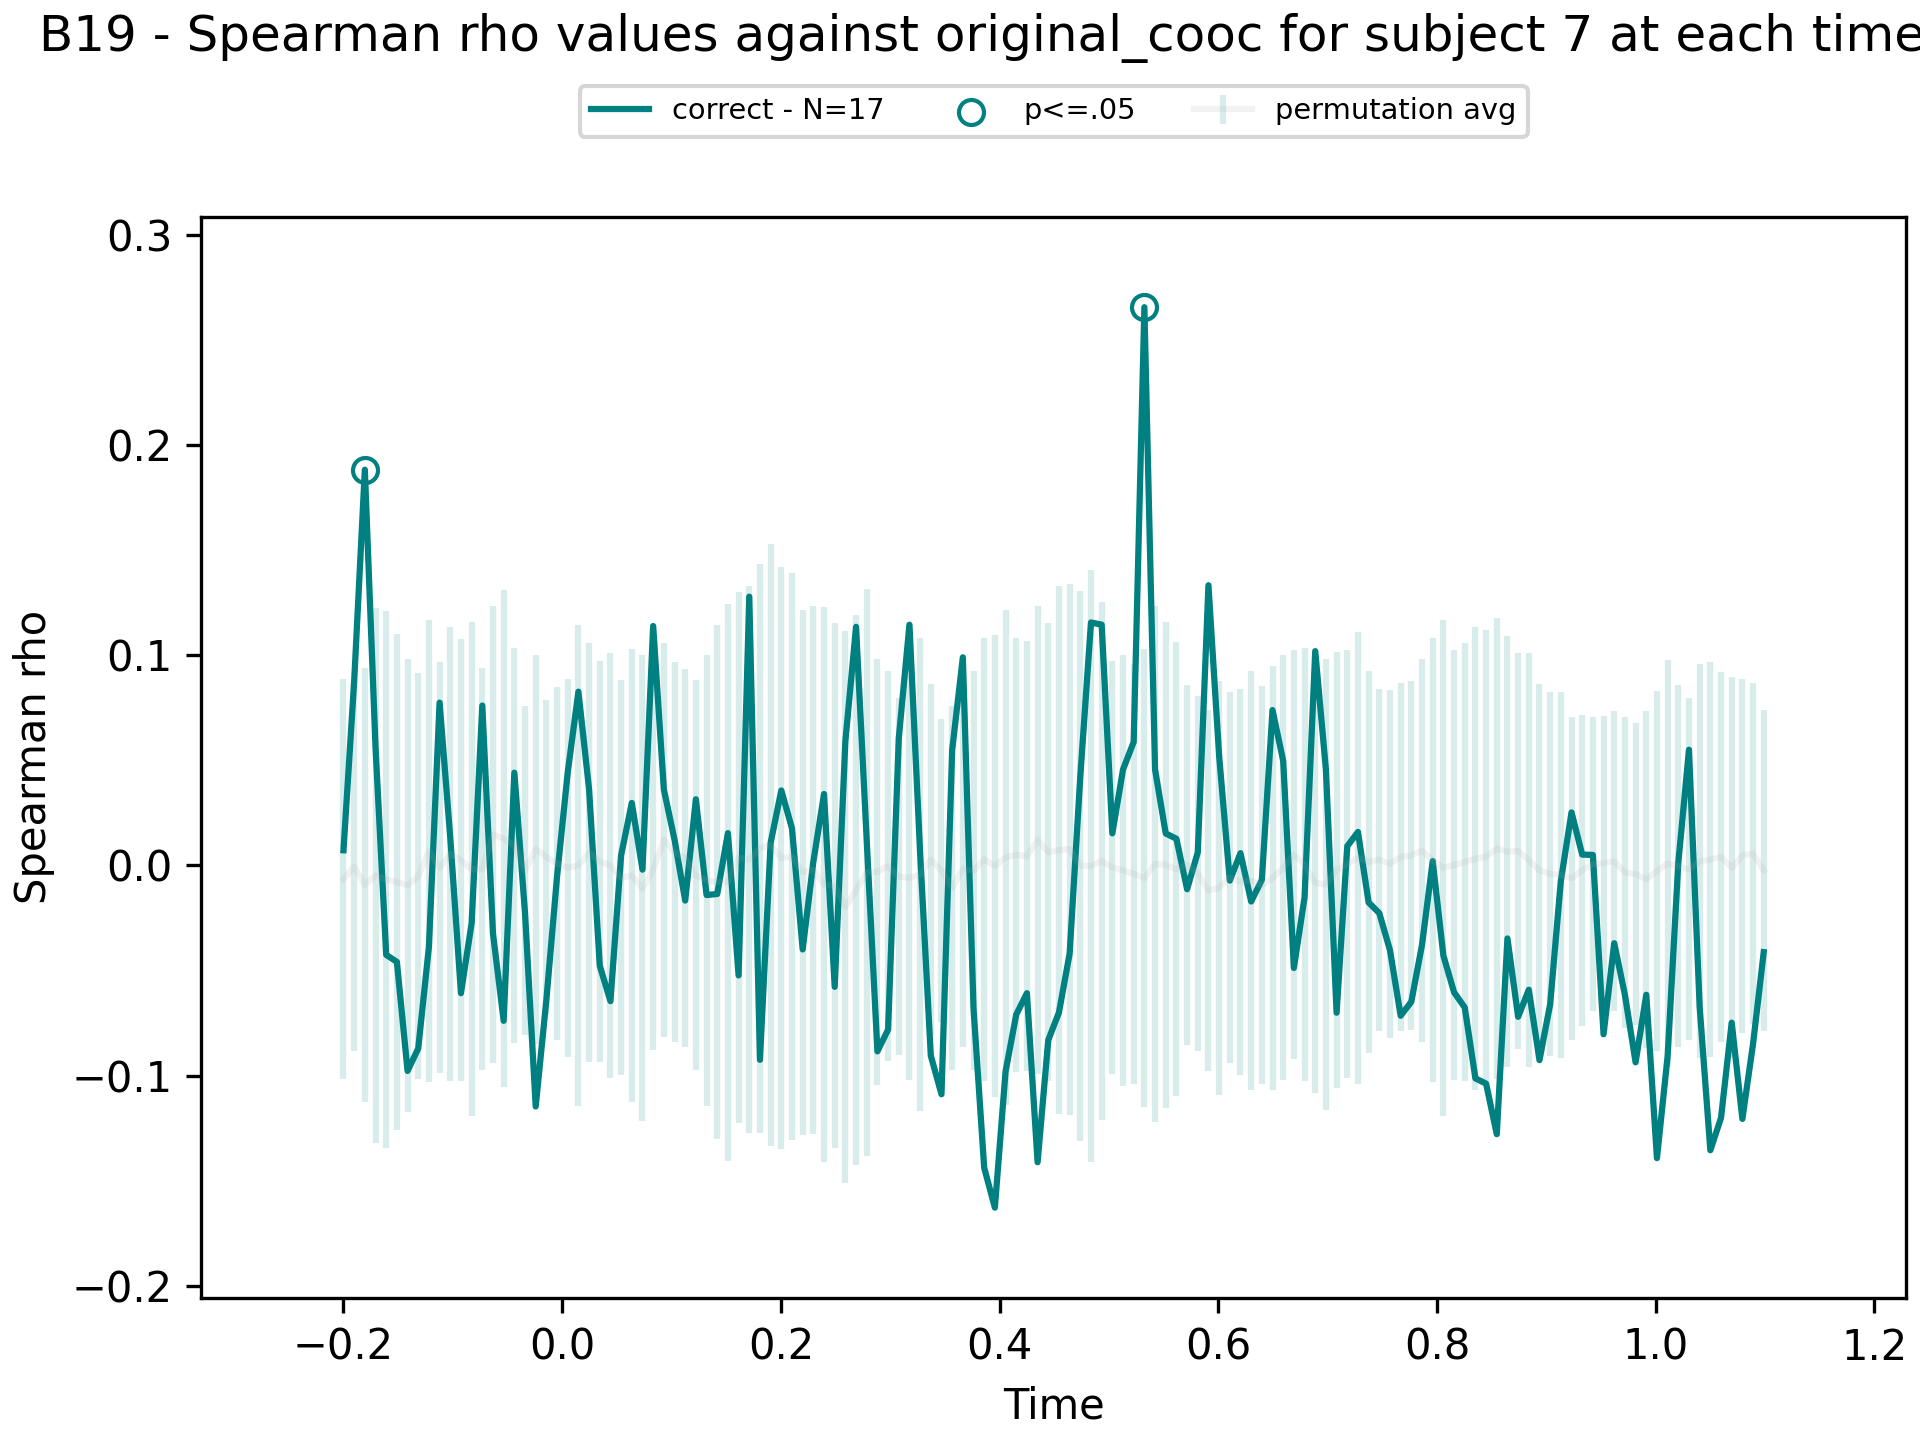 B19 - Spearman rho values against original_cooc for subject 7 at each time
correct - N=17 p<=.05 permutation avg
0.3
0.2
0.1
0.0
−0.1
−0.2
Spearman rho
−0.2 0.0 0.2 0.4 0.6 0.8 1.0 1.2
Time